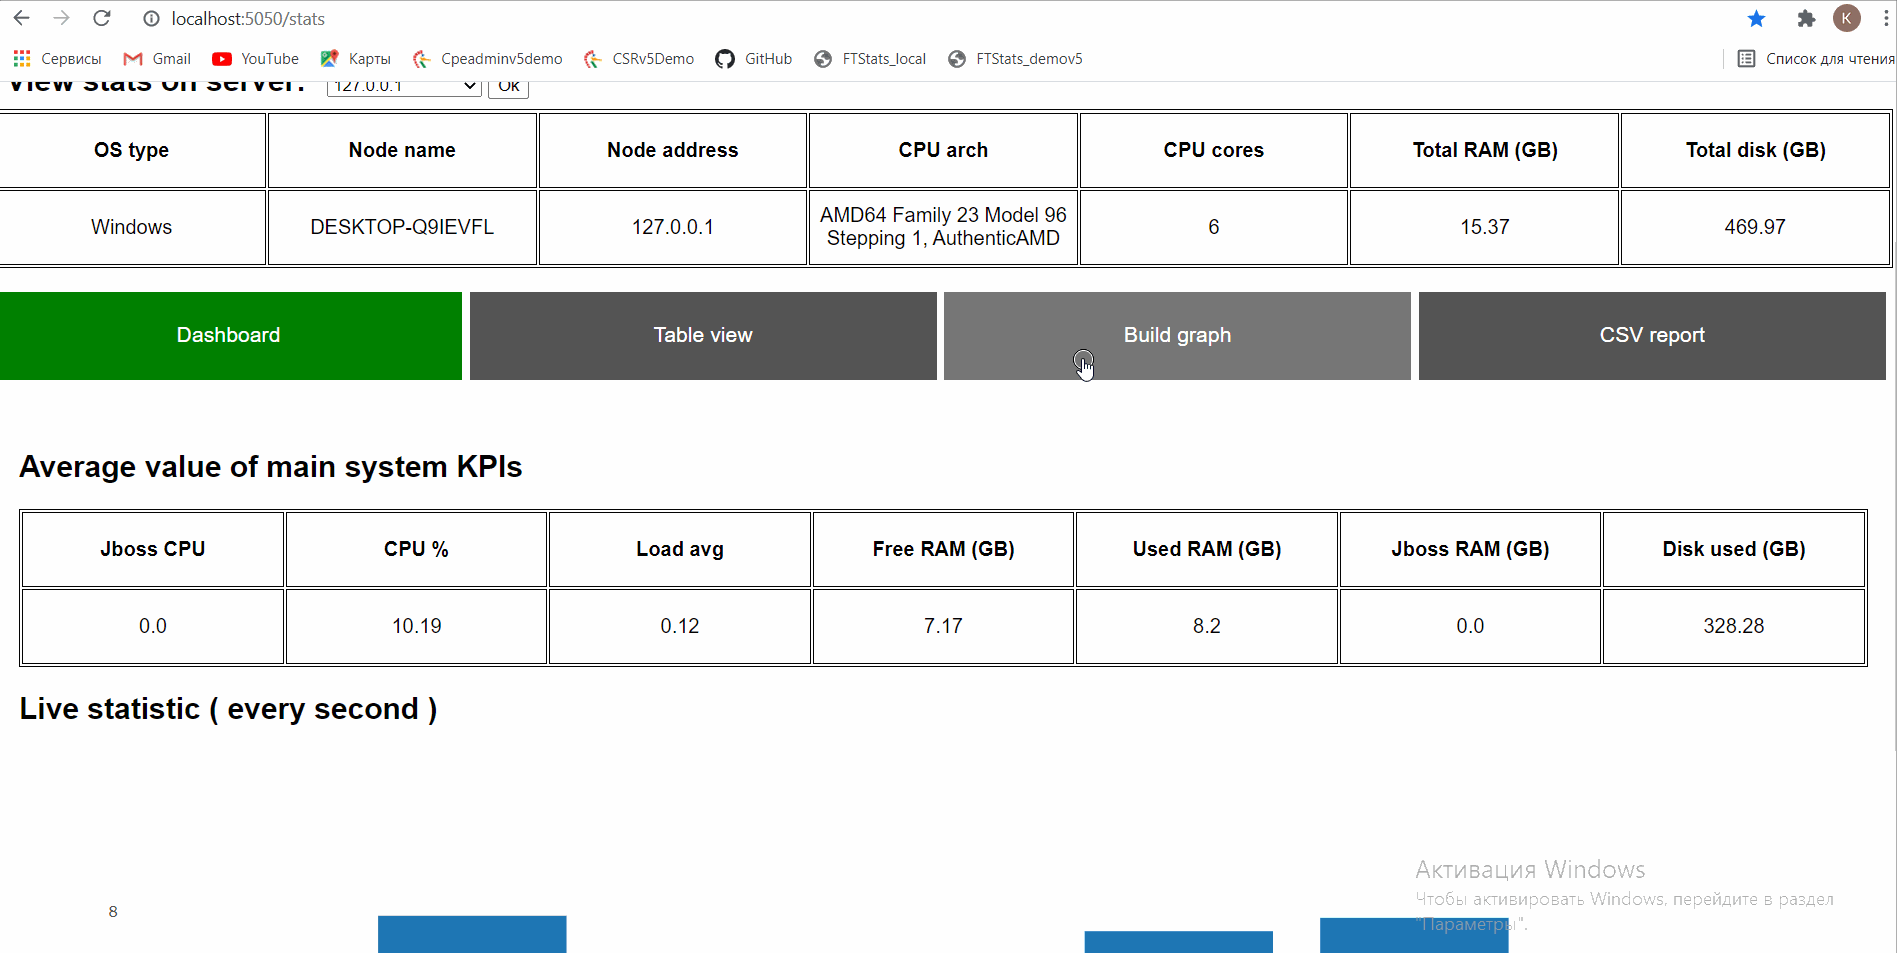 localhost:5050/stats
K
Сервисы Gmail YouTube Карты Cpeadminv5demo CSRv5Demo GitHub FTStats_local FTStats_demov5 Список для чтения
View stats on server: 127.0.0.1 Ok
OS type Node name Node address CPU arch CPU cores Total RAM (GB) Total disk (GB)
Windows DESKTOP-Q9IEVFL 127.0.0.1 AMD64 Family 23 Model 96 6 15.37 469.97
Stepping 1, AuthenticAMD
Dashboard Table view Build graph CSV report
Average value of main system KPIs
Jboss CPU CPU % Load avg Free RAM (GB) Used RAM (GB) Jboss RAM (GB) Disk used (GB)
0.0 10.19 0.12 7.17 8.2 0.0 328.28
Live statistic ( every second )
Активация Windows
Чтобы активировать Windows, перейдите в раздел
"Параметры".
8